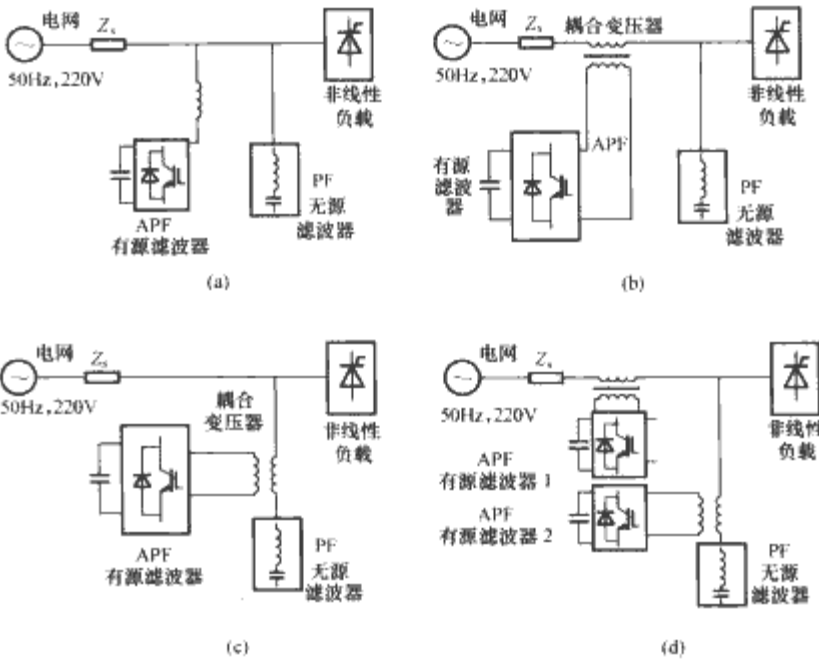 电网
Zs
50Hz,220V
非线性
负载
APF
有源滤波器
PF
无源
滤波器
(a)
电网
Zs
耦合变压器
50Hz,220V
非线性
负载
有源
滤波
器
APF
PF
无源
滤波器
(b)
电网
Zs
50Hz,220V
耦合
变压器
非线性
负载
APF
有源滤波器
PF
无源
滤波器
(c)
电网
Zs
50Hz,220V
非线性
负载
APF
有源滤波器 1
APF
有源滤波器 2
PF
无源
滤波器
(d)